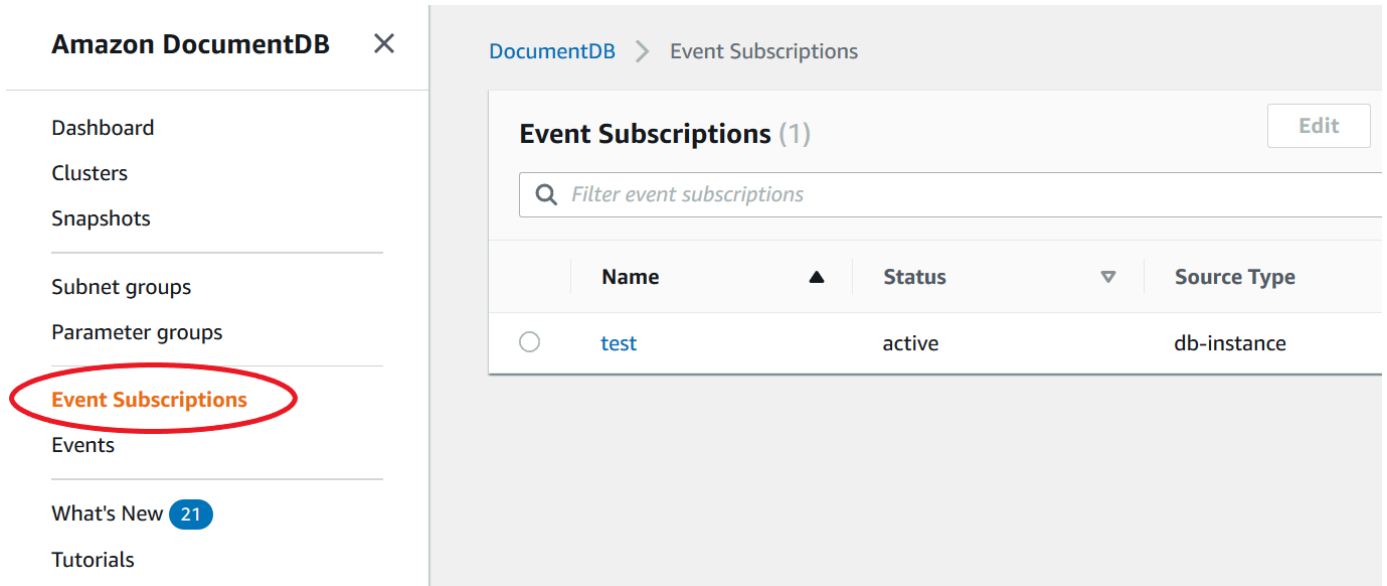 Amazon DocumentDB
Dashboard
Clusters
Snapshots
Subnet groups
Parameter groups
Event Subscriptions
Events
What's New 21
Tutorials
DocumentDB > Event Subscriptions
Event Subscriptions (1)
Edit
Filter event subscriptions
Name Status Source Type
test active db-instance